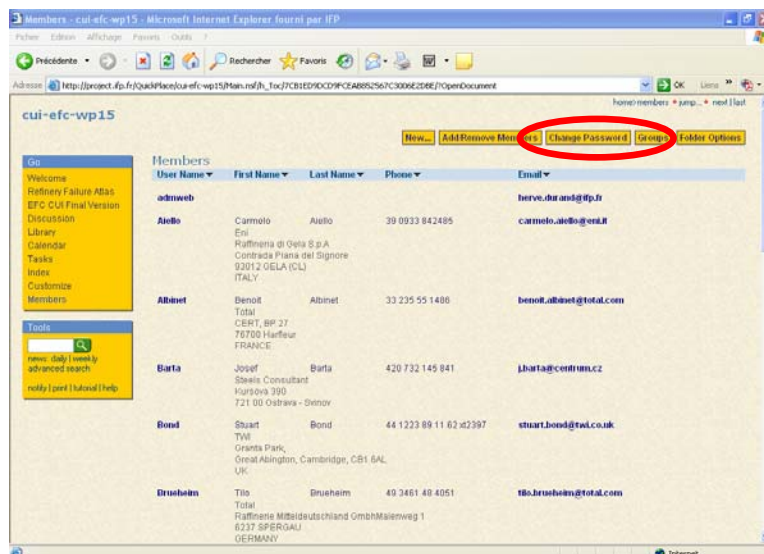 Members - cui-efc-wp15 - Microsoft Internet Explorer fourni par IFP
Fichier Edition Affichage Favoris Outils ?
Précédente Rechercher Favoris
Adresse http://project.ifp.fr/QuickPlace/cui-efc-wp15/Main.nsf/h_Toc/7CB1ED9DCD9FCEAB852567C3006E2DBE/?OpenDocument OK Liens »
home>members jump... next | last
cui-efc-wp15
New... Add/Remove Members Change Password Groups Folder Options
Go
Welcome
Refinery Failure Atlas
EFC CUI Final Version
Discussion
Library
Calendar
Tasks
Index
Customize
Members
Tools
news: daily | weekly
advanced search
notify | print | tutorial | help
Members
User Name First Name Last Name Phone Email
admweb herve.durand@ifp.fr
Aiello Carmelo Aiello 39 0933 842485 carmelo.aiello@eni.it
Eni
Raffineria di Gela S.p.A
Contrada Piana del Signore
93012 GELA (CL)
ITALY
Albinet Benoit Albinet 33 235 55 1486 benoit.albinet@total.com
Total
CERT, BP 27
76700 Harfleur
FRANCE
Barta Josef Barta 420 732 145 841 j.barta@centrum.cz
Steels Consultant
Kursova 390
721 00 Ostrava - Svinov
Bond Stuart Bond 44 1223 89 11 62 xt2397 stuart.bond@twi.co.uk
TWI
Granta Park,
Great Abington, Cambridge, CB1 6AL
UK
Brueheim Tilo Brueheim 49 3461 48 4051 tilo.brueheim@total.com
Total
Raffinerie Mitteldeutschland GmbHMaienweg 1
6237 SPERGAU
GERMANY
Internet